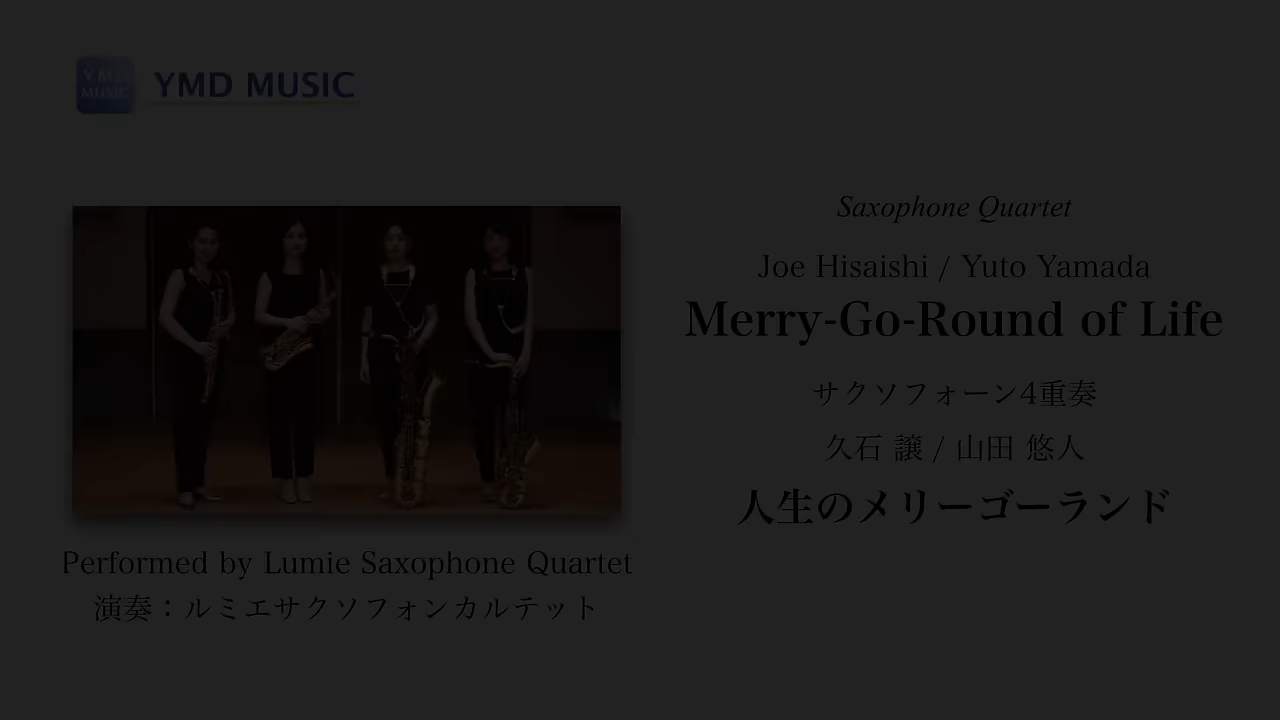 YMD MUSIC
YMD MUSIC
Saxophone Quartet
Joe Hisaishi / Yuto Yamada
Merry-Go-Round of Life
サクソフォーン4重奏
久石 譲 / 山田 悠人
人生のメリーゴーランド
Performed by Lumie Saxophone Quartet
演奏：ルミエサクソフォンカルテット